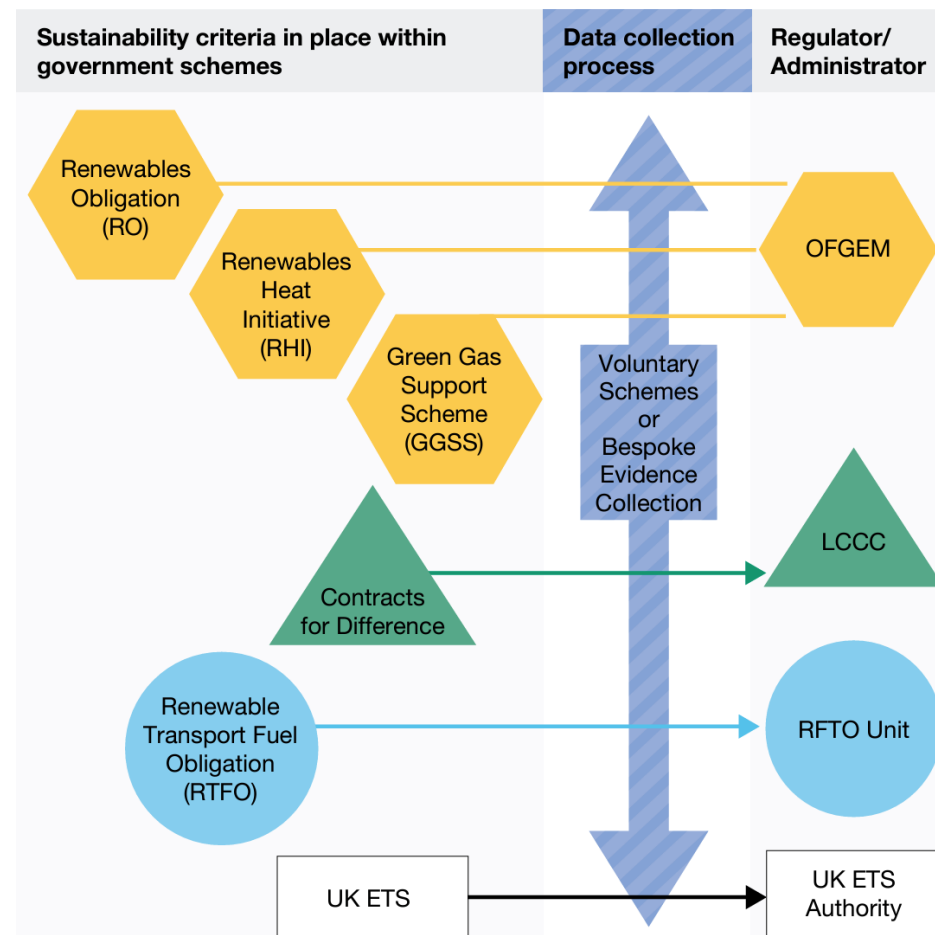 Sustainability criteria in place within
government schemes
Data collection
process
Regulator/
Administrator
Renewables
Obligation
(RO)
Renewables
Heat
Initiative
(RHI)
Green Gas
Support
Scheme
(GGSS)
Voluntary
Schemes
or
Bespoke
Evidence
Collection
OFGEM
Contracts
for Difference
LCCC
Renewable
Transport Fuel
Obligation
(RTFO)
RFTO Unit
UK ETS
UK ETS
Authority